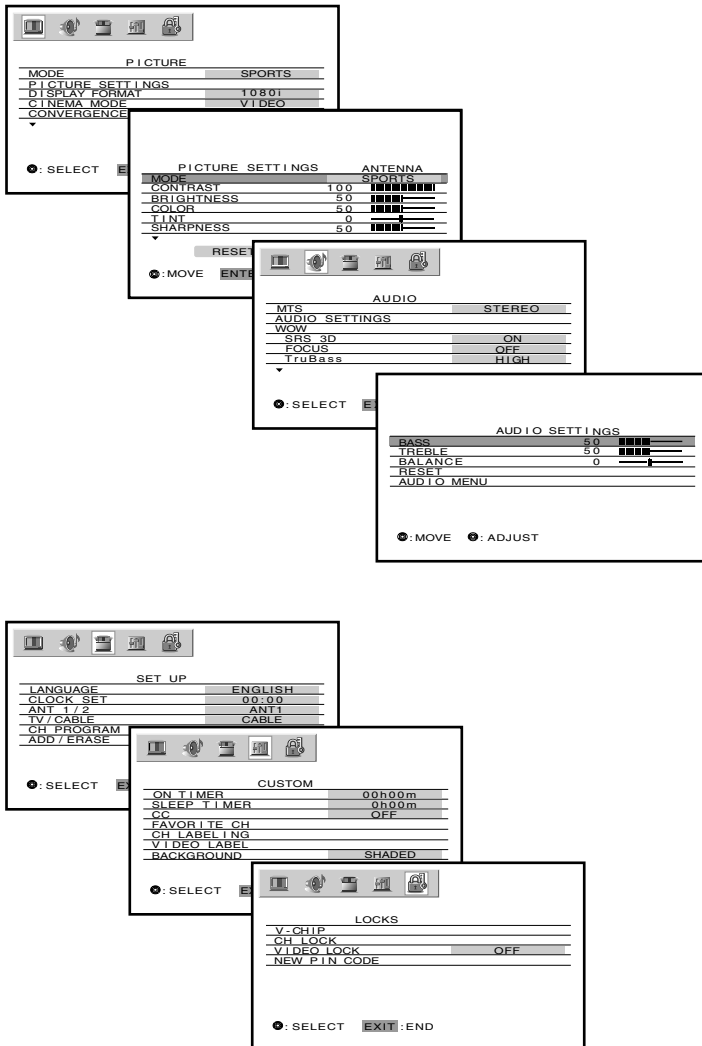 PICTURE
MODE SPORTS
PICTURE SETTINGS
DISPLAY FORMAT 1080i
CINEMA MODE VIDEO
CONVERGENCE
: SELECT
PICTURE SETTINGS ANTENNA
MODE SPORTS
CONTRAST 100
BRIGHTNESS 50
COLOR 50
TINT 0
SHARPNESS 50
RESET
:MOVE ENTE
AUDIO
MTS STEREO
AUDIO SETTINGS
WOW
SRS 3D ON
FOCUS OFF
TruBass HIGH
:SELECT E
AUDIO SETTINGS
BASS 50
TREBLE 50
BALANCE 0
RESET
AUDIO MENU
:MOVE : ADJUST
SET UP
LANGUAGE ENGLISH
CLOCK SET 00:00
ANT 1/2 ANT1
TV/CABLE CABLE
CH PROGRAM
ADD/ERASE
: SELECT E
CUSTOM
ON TIMER 00h00m
SLEEP TIMER 0h00m
CC OFF
FAVORITE CH
CH LABELING
VIDEO LABEL
BACKGROUND SHADED
:SELECT E
LOCKS
V-CHIP
CH LOCK
VIDEO LOCK OFF
NEW PIN CODE
: SELECT EXIT :END